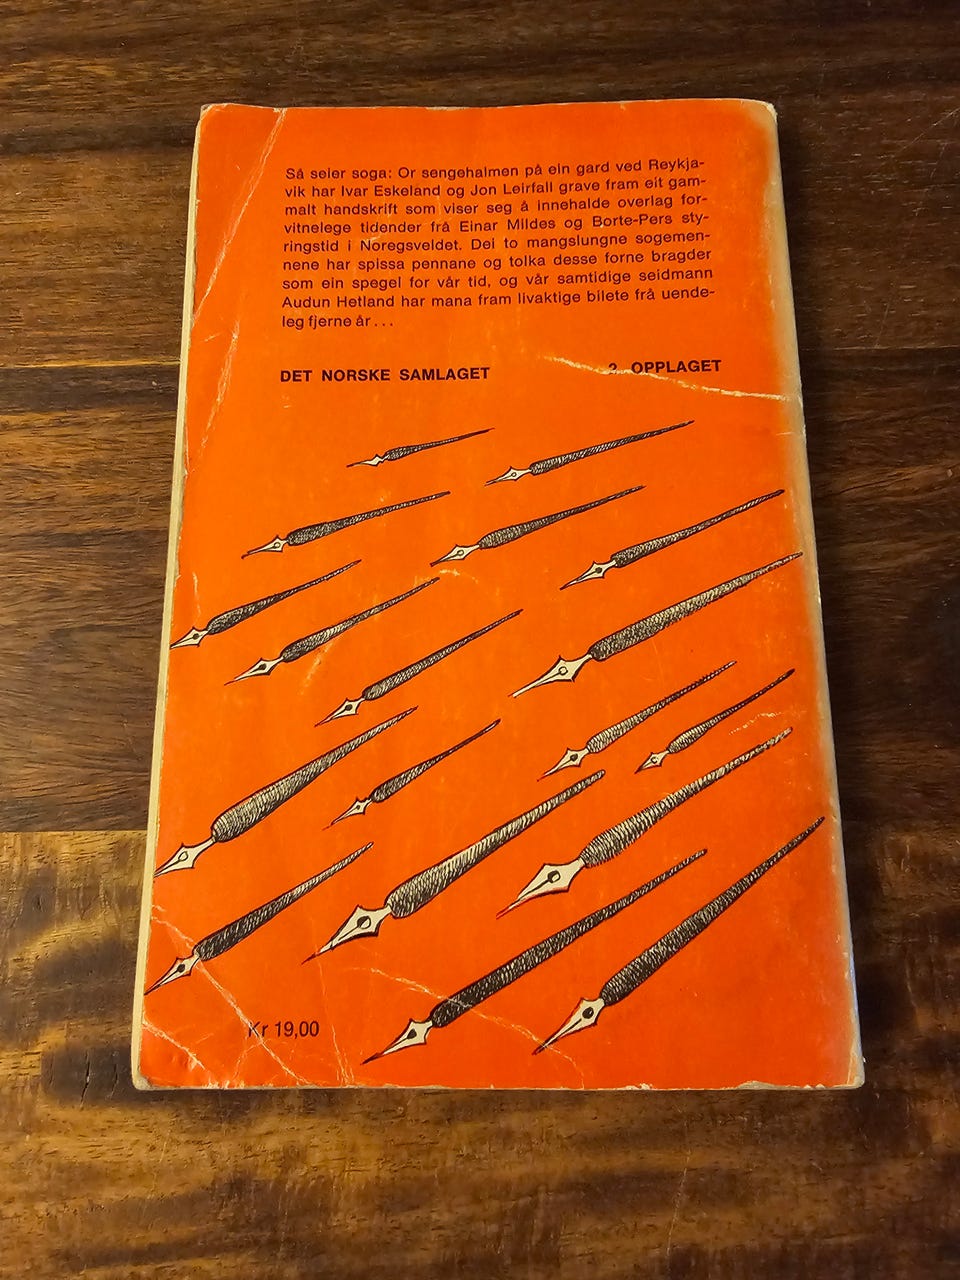 Så seier soga: Or sengehalmen på ein gard ved Reykja-
vik har Ivar Eskeland og Jon Leirfall grave fram eit gam-
malt handskrift som viser seg å innehalde overlag for-
vitnelege tidender frå Einar Mildes og Borte-Pers sty-
ringstid i Noregsveldet. Dei to mangslungne sogemen-
nene har spissa pennane og tolka desse forne bragder
som ein spegel for vår tid, og vår samtidige seidmann
Audun Hetland har mana fram livaktige bilete frå uende-
leg fjerne år . . .
DET NORSKE SAMLAGET 2. OPPLAGET
Kr 19,00